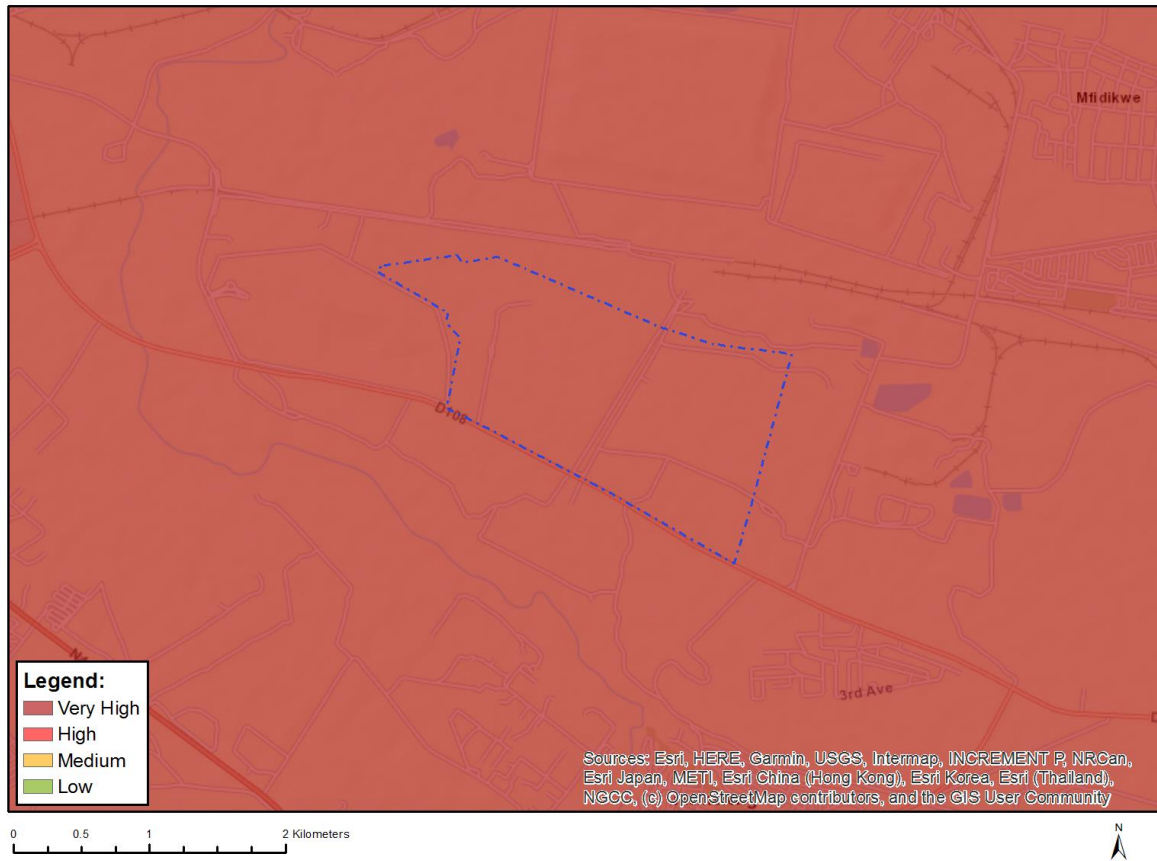 Mfidikwe
D108
3rd Ave
Legend:
Very High
High
Medium
Low
Sources: Esri, HERE, Garmin, USGS, Intermap, INCREMENT P, NRCan,
Esri Japan, METI, Esri China (Hong Kong), Esri Korea, Esri (Thailand),
NGCC, (c) OpenStreetMap contributors, and the GIS User Community
0 0.5 1 2 Kilometers
N